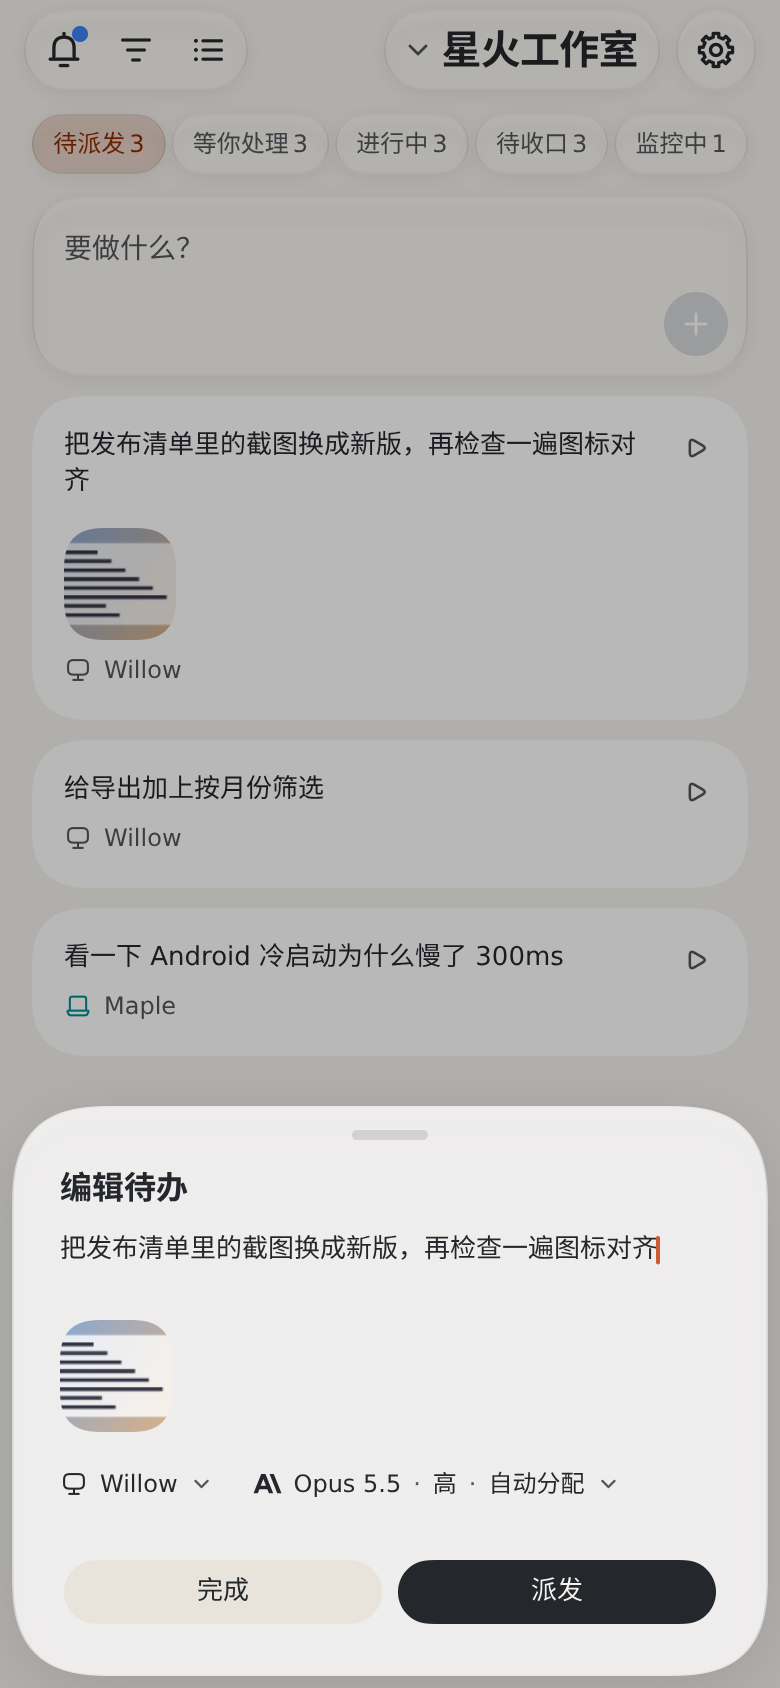 星火工作室
待派发 3
等你处理 3
进行中 3
待收口 3
监控中 1
要做什么？
把发布清单里的截图换成新版，再检查一遍图标对
齐
Willow
给导出加上按月份筛选
Willow
看一下 Android 冷启动为什么慢了 300ms
Maple
编辑待办
把发布清单里的截图换成新版，再检查一遍图标对齐
Willow
Opus 5.5 · 高 · 自动分配
完成
派发